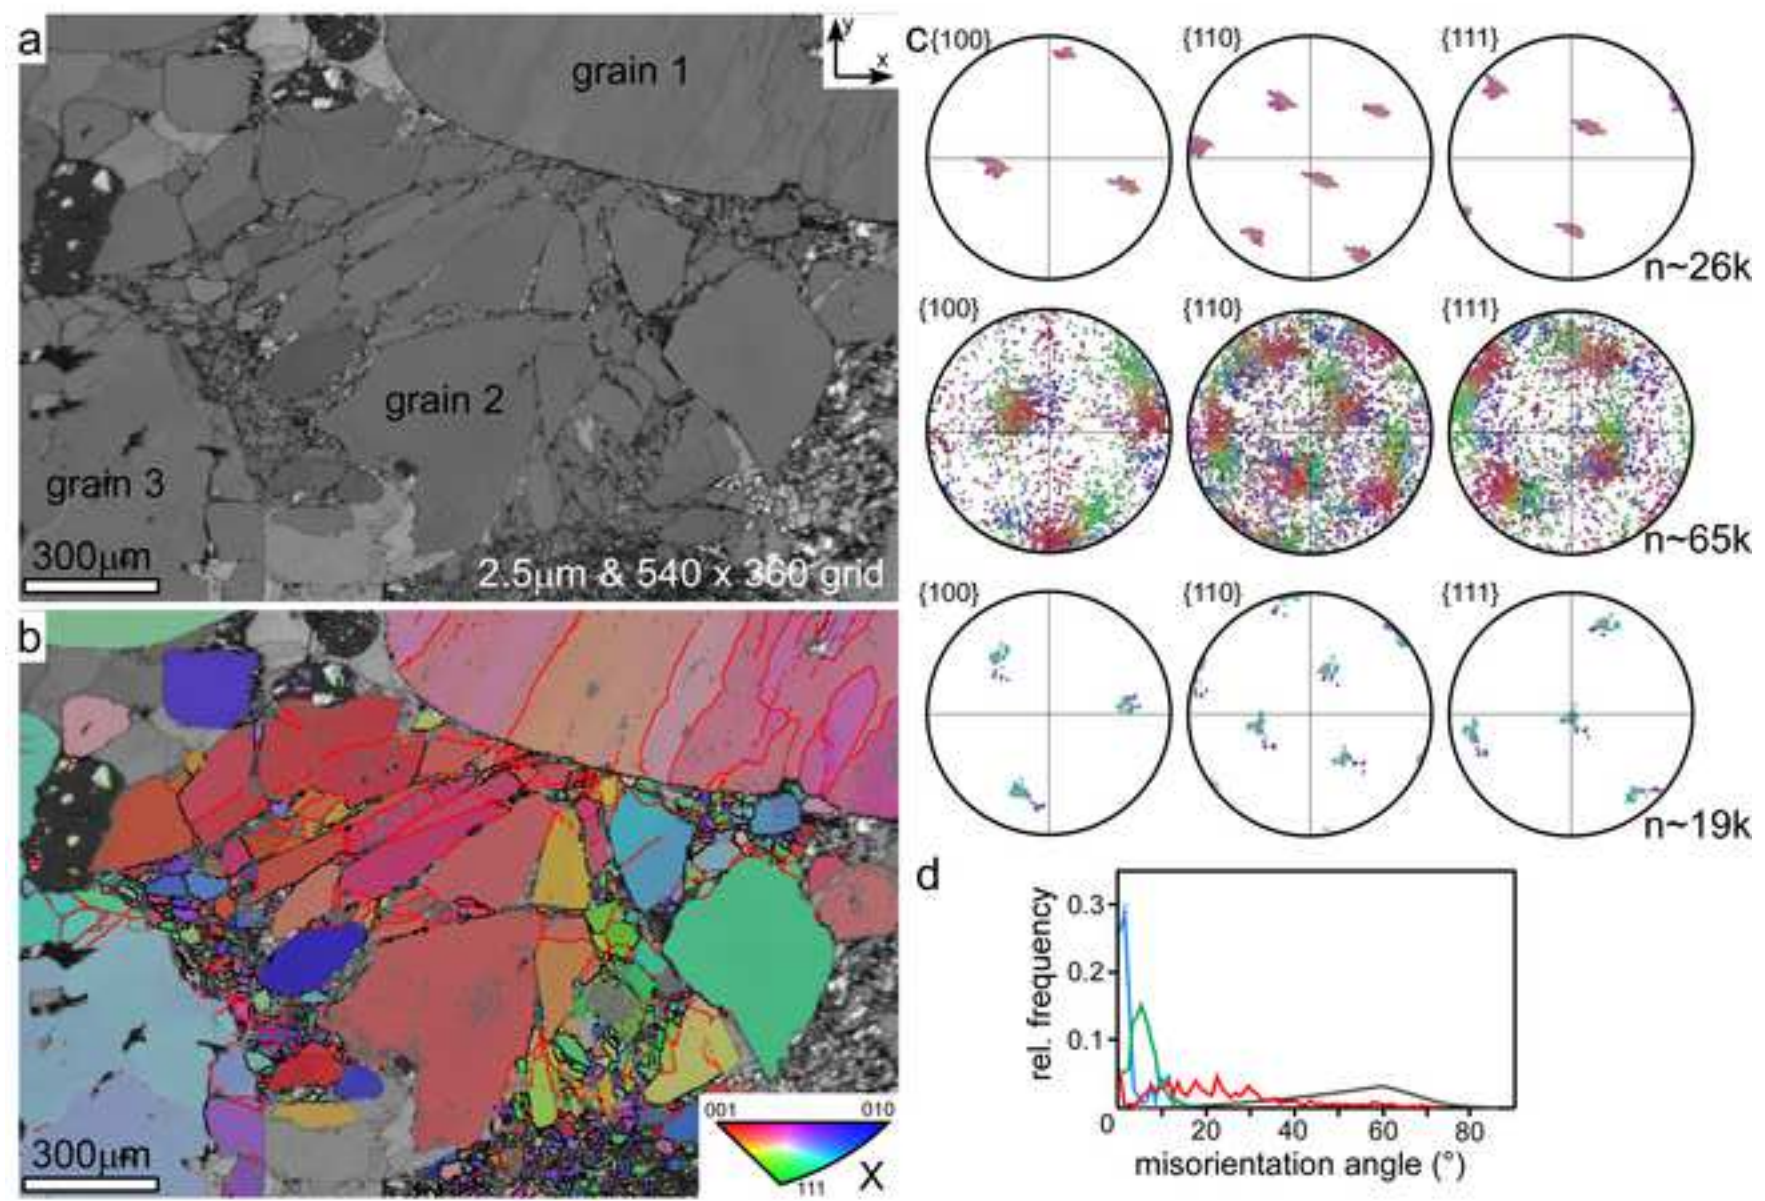 a
y
x
grain 1
grain 2
grain 3
300µm
2.5µm & 540 x 360 grid
b
300µm
001
010
111
X
c
{100}
{110}
{111}
n~26k
{100}
{110}
{111}
n~65k
{100}
{110}
{111}
n~19k
d
rel. frequency
0.3
0.2
0.1
0
20
40
60
80
misorientation angle (°)